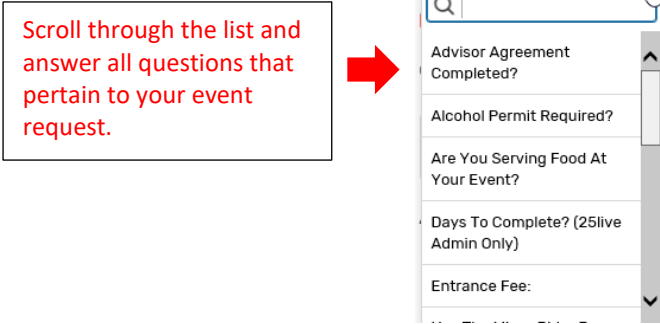 Scroll through the list and
answer all questions that
pertain to your event
request.
Advisor Agreement
Completed?
Alcohol Permit Required?
Are You Serving Food At
Your Event?
Days To Complete? (25live
Admin Only)
Entrance Fee: